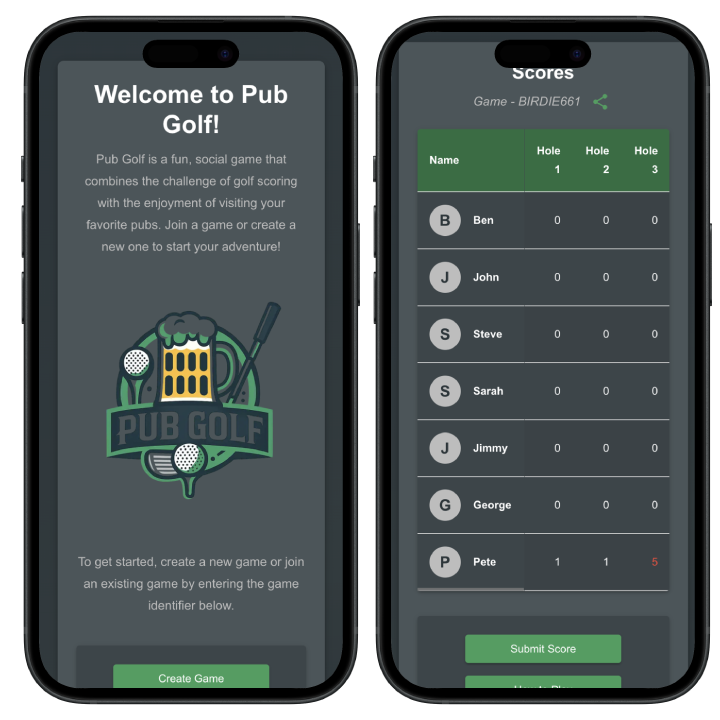 Welcome to Pub
Golf!
Pub Golf is a fun, social game that
combines the challenge of golf scoring
with the enjoyment of visiting your
favorite pubs. Join a game or create a
new one to start your adventure!
PUB GOLF
To get started, create a new game or join
an existing game by entering the game
identifier below.
Create Game
Scores
Game - BIRDIE661
Name Hole 1 Hole 2 Hole 3
B Ben 0 0 0
J John 0 0 0
S Steve 0 0 0
S Sarah 0 0 0
J Jimmy 0 0 0
G George 0 0 0
P Pete 1 1 5
Submit Score